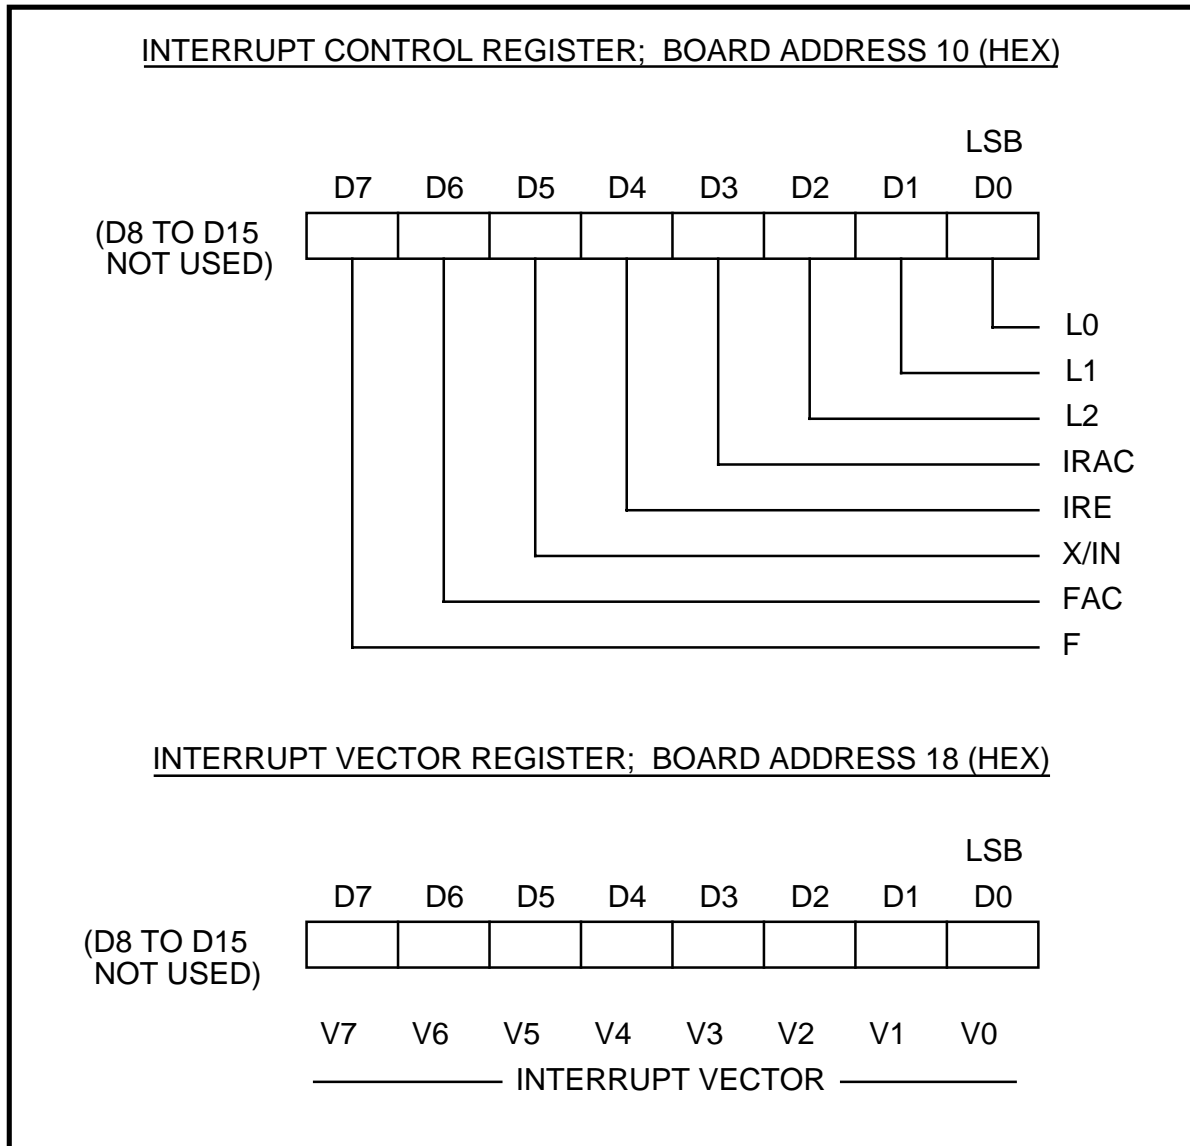 INTERRUPT CONTROL REGISTER; BOARD ADDRESS 10 (HEX)
LSB
D7 D6 D5 D4 D3 D2 D1 D0
(D8 TO D15
NOT USED)
L0
L1
L2
IRAC
IRE
X/IN
FAC
F
INTERRUPT VECTOR REGISTER; BOARD ADDRESS 18 (HEX)
LSB
D7 D6 D5 D4 D3 D2 D1 D0
(D8 TO D15
NOT USED)
V7 V6 V5 V4 V3 V2 V1 V0
INTERRUPT VECTOR